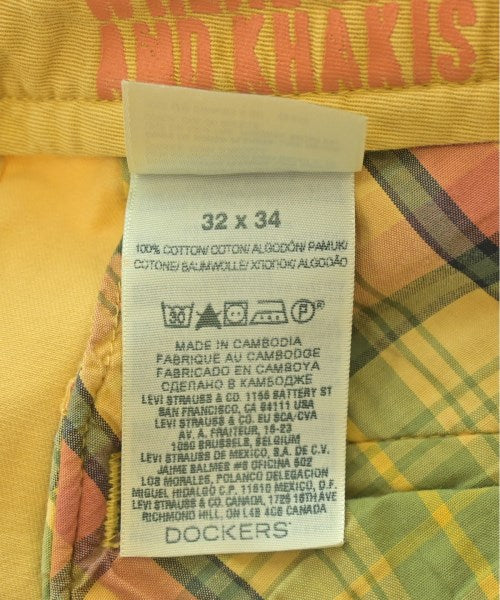 AND KHAKIS
32 x 34
100% COTTON/ COTON/ ALGODÓN/ PAMUK/
COTONE/ BAUMWOLLE/ ХЛОПОК/ ALGODÃO
30 P
MADE IN CAMBODIA
FABRIQUE AU CAMBODGE
FABRICADO EN CAMBOYA
СДЕЛАНО В КАМБОДЖЕ
LEVI STRAUSS & CO. 1155 BATTERY ST
SAN FRANCISCO, CA 94111 USA
LEVI STRAUSS & CO. EU SCA/CVA
AV. A. FRAITEUR, 15-23
1050 BRUSSELS, BELGIUM
LEVI STRAUSS DE MEXICO, S.A. DE C.V.
JAIME BALMES #8 OFICINA 502
LOS MORALES, POLANCO DELEGACION
MIGUEL HIDALGO C.P. 11510 MEXICO, D.F.
LEVI STRAUSS & CO. CANADA, 1725 16TH AVE
RICHMOND HILL, ON L4B 4C6 CANADA
DOCKERS®